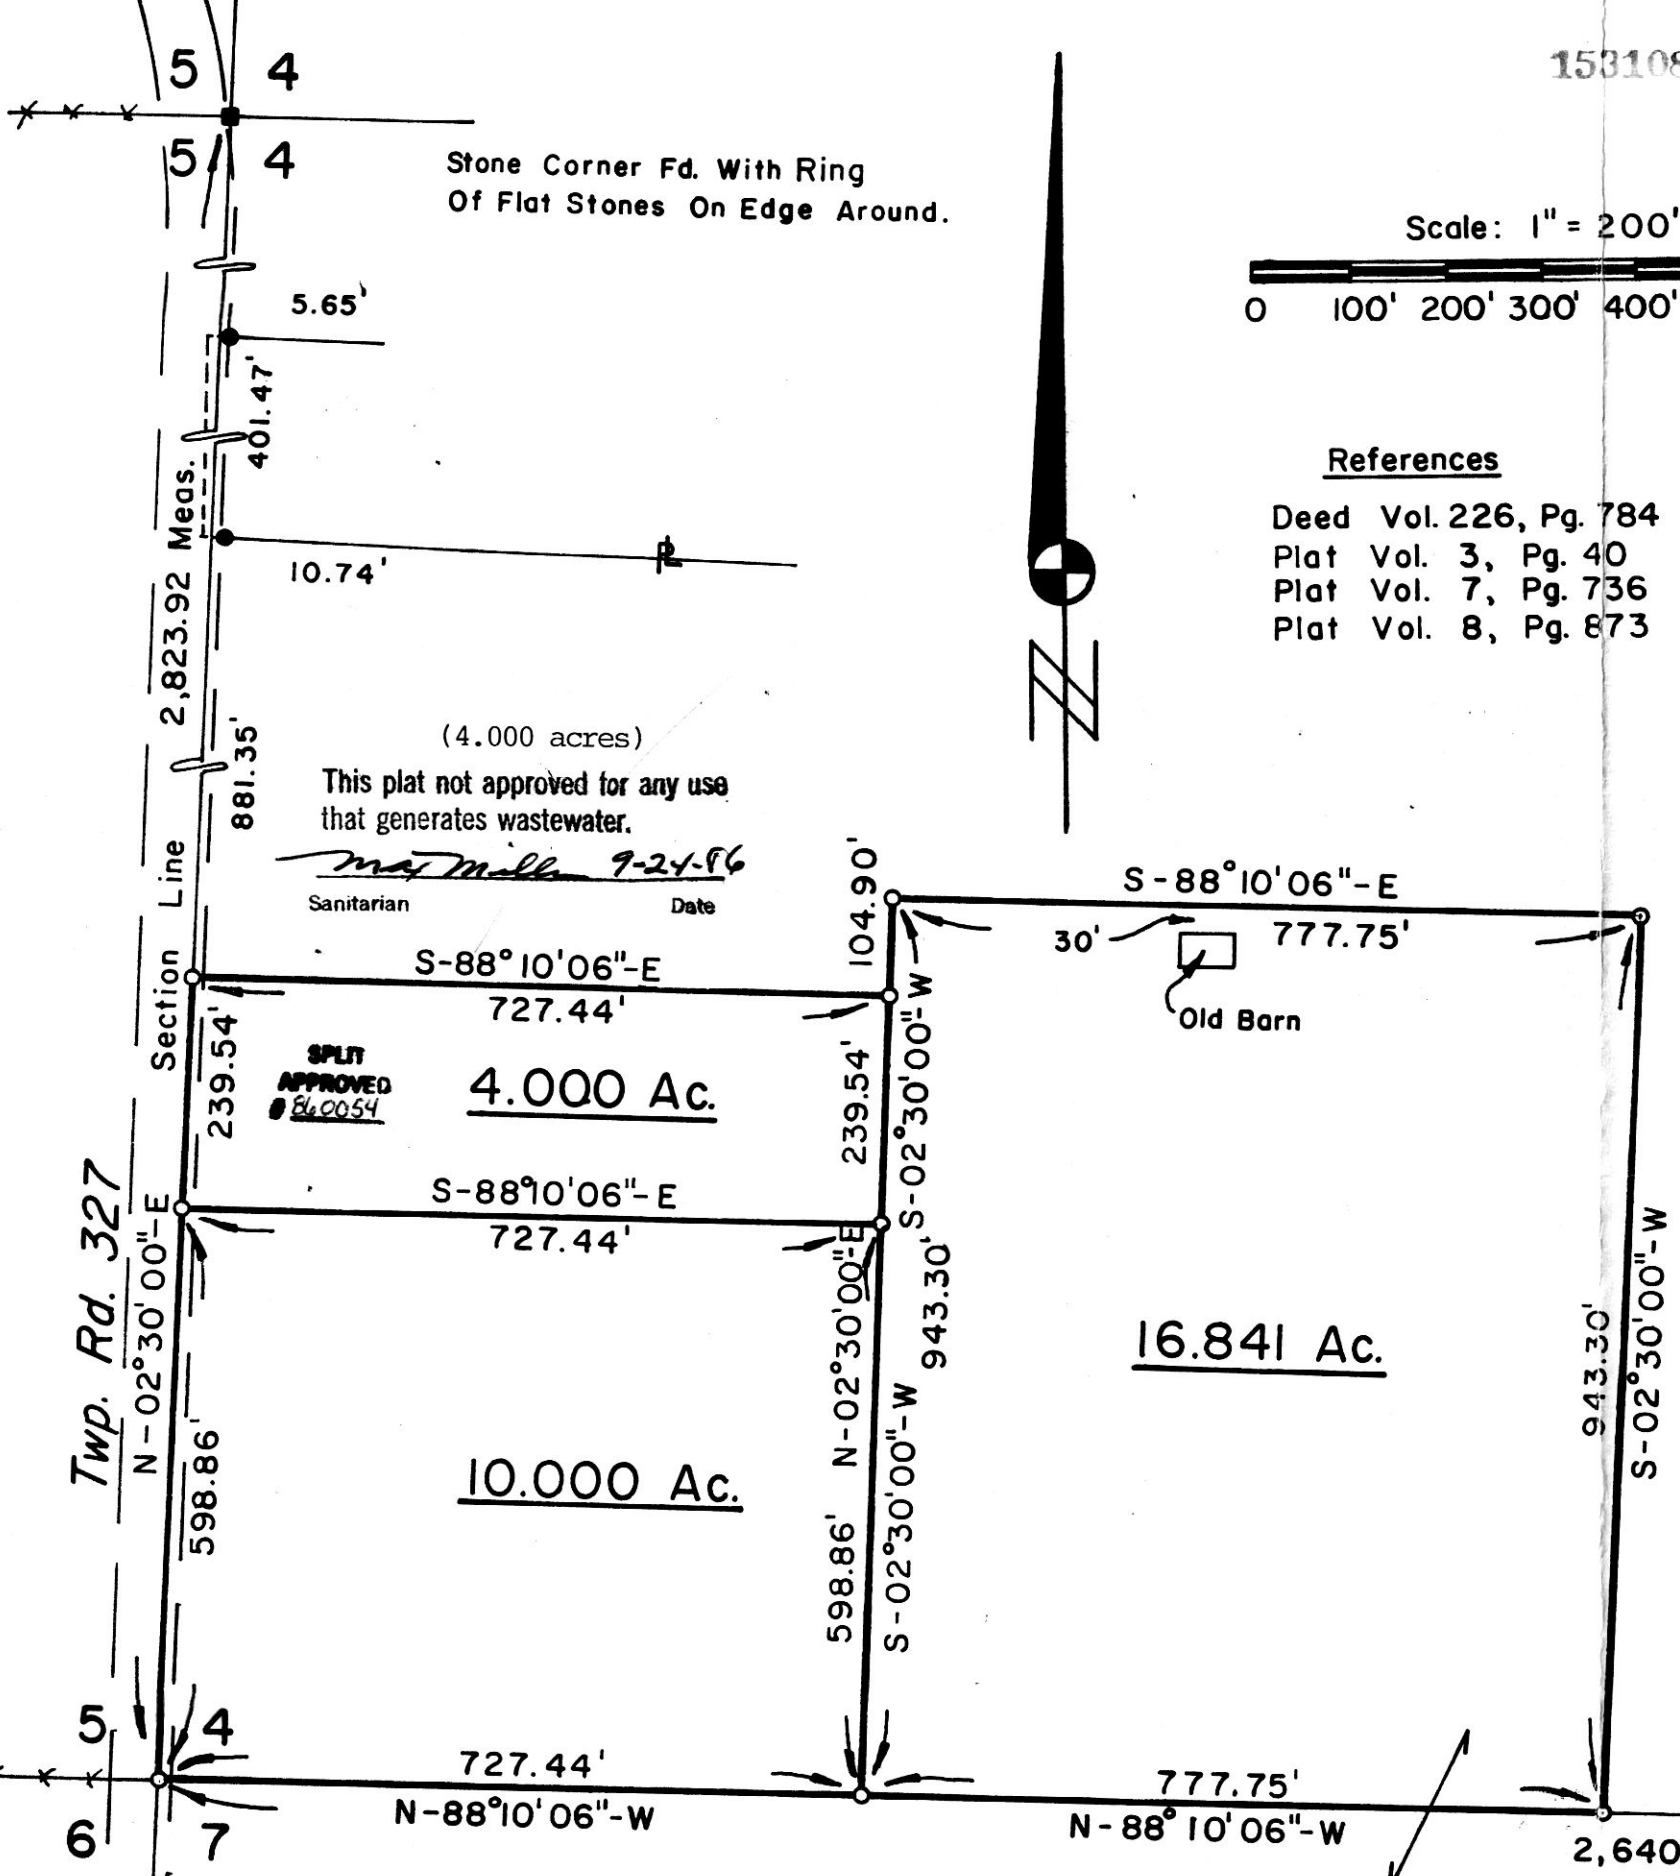 5 4
153108
5 4
Stone Corner Fd. With Ring
Of Flat Stones On Edge Around.
Scale: 1" = 200'
0 100' 200' 300' 400'
5.65'
401.47'
10.74'
References
Deed Vol. 226, Pg. 784
Plat Vol. 3, Pg. 40
Plat Vol. 7, Pg. 736
Plat Vol. 8, Pg. 873
N
Section Line 2,823.92 Meas.
881.35'
(4.000 acres)
This plat not approved for any use
that generates wastewater.
Max Miller 9-24-86
Sanitarian Date
104.90'
S-88°10'06"-E
777.75'
30'
Old Barn
S-88°10'06"-E
727.44'
239.54'
SPLIT
APPROVED
860054
4.000 Ac.
239.54'
S-02°30'00"-W
S-88°10'06"-E
727.44'
Twp. Rd. 327
N-02°30'00"-E
598.86'
10.000 Ac.
N-02°30'00"-E
598.86'
943.30'
S-02°30'00"-W
16.841 Ac.
943.30'
S-02°30'00"-W
5 4
727.44'
N-88°10'06"-W
777.75'
N-88°10'06"-W
6 7
2,640